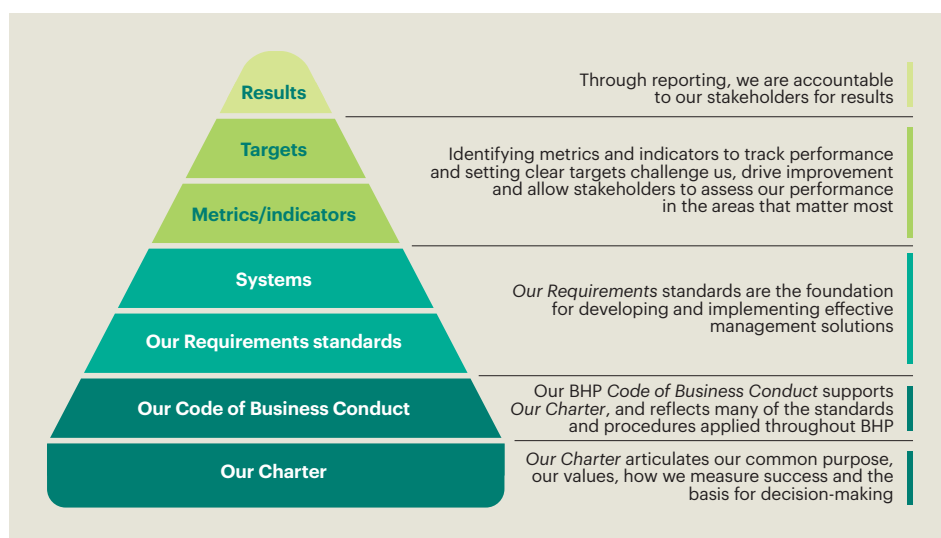 Results
Through reporting, we are accountable
to our stakeholders for results
Targets
Metrics/indicators
Identifying metrics and indicators to track performance
and setting clear targets challenge us, drive improvement
and allow stakeholders to assess our performance
in the areas that matter most
Systems
Our Requirements standards
Our Requirements standards are the foundation
for developing and implementing effective
management solutions
Our Code of Business Conduct
Our BHP Code of Business Conduct supports
Our Charter, and reflects many of the standards
and procedures applied throughout BHP
Our Charter
Our Charter articulates our common purpose,
our values, how we measure success and the
basis for decision-making